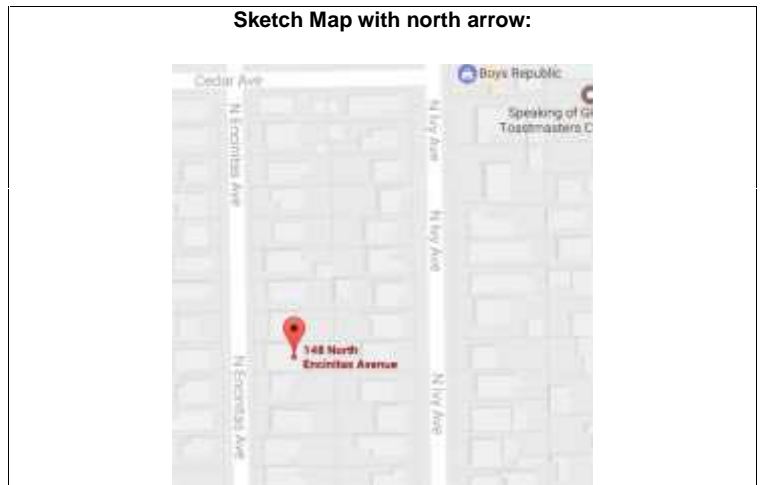 Sketch Map with north arrow:
Cedar Ave
Boys Republic
Speaking of
Toastmasters C
N Encinitas Ave
N Ivy Ave
N Ivy Ave
148 North
Encinitas Avenue
N Encinitas Ave
N Ivy Ave